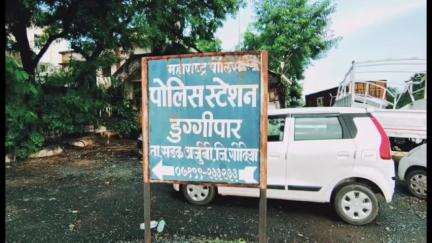 महाराष्ट्र पोलिस
पोलिस स्टेशन
डुग्गीपार
ता. सडक अर्जुनी, जि. गोंदिया